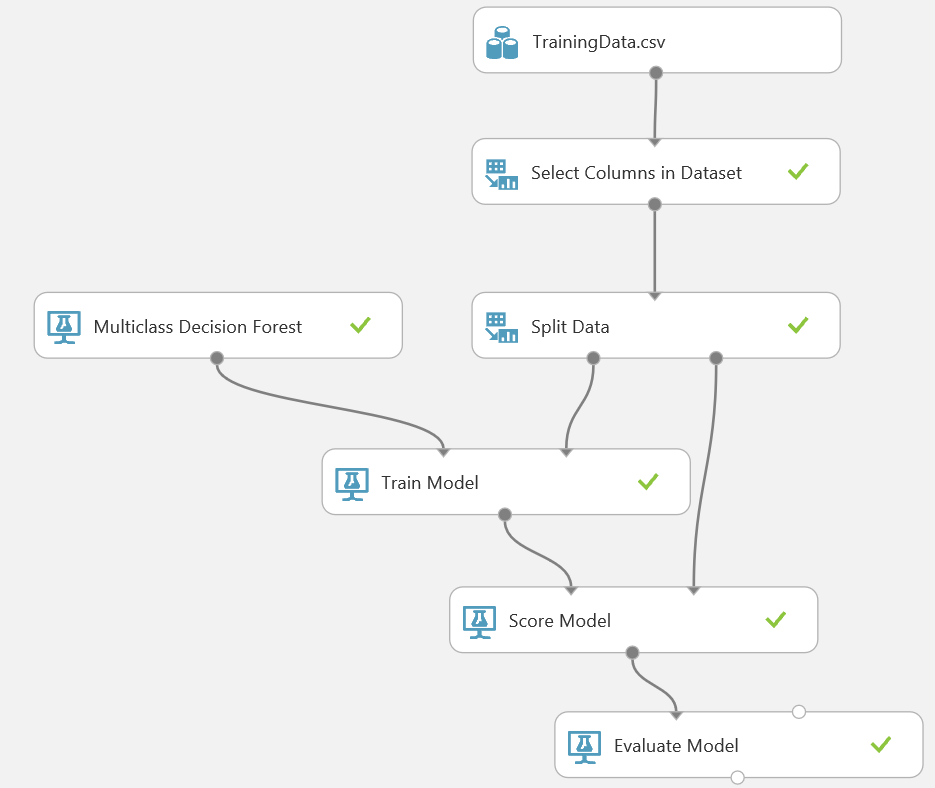 TrainingData.csv
Select Columns in Dataset
Multiclass Decision Forest
Split Data
Train Model
Score Model
Evaluate Model